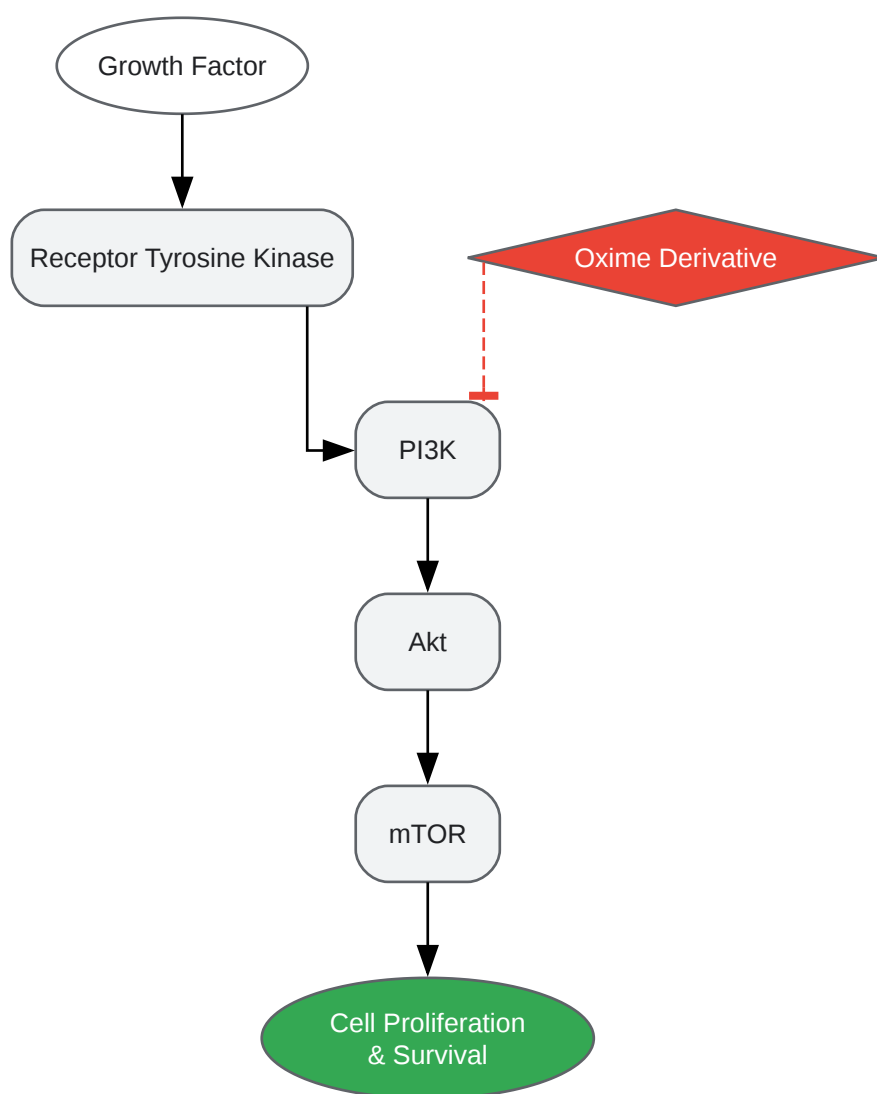 Growth Factor
Receptor Tyrosine Kinase
Oxime Derivative
PI3K
Akt
mTOR
Cell Proliferation
& Survival